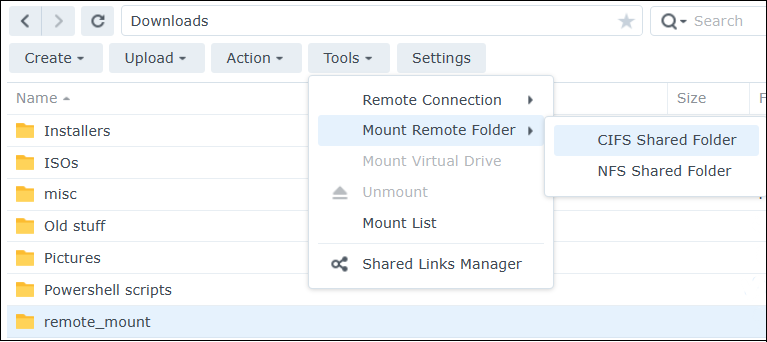 Downloads
Search
Create Upload Action Tools Settings
Name Size
Installers
ISOs
misc
Old stuff
Pictures
Powershell scripts
remote_mount
Remote Connection
Mount Remote Folder
Mount Virtual Drive
Unmount
Mount List
Shared Links Manager
CIFS Shared Folder
NFS Shared Folder